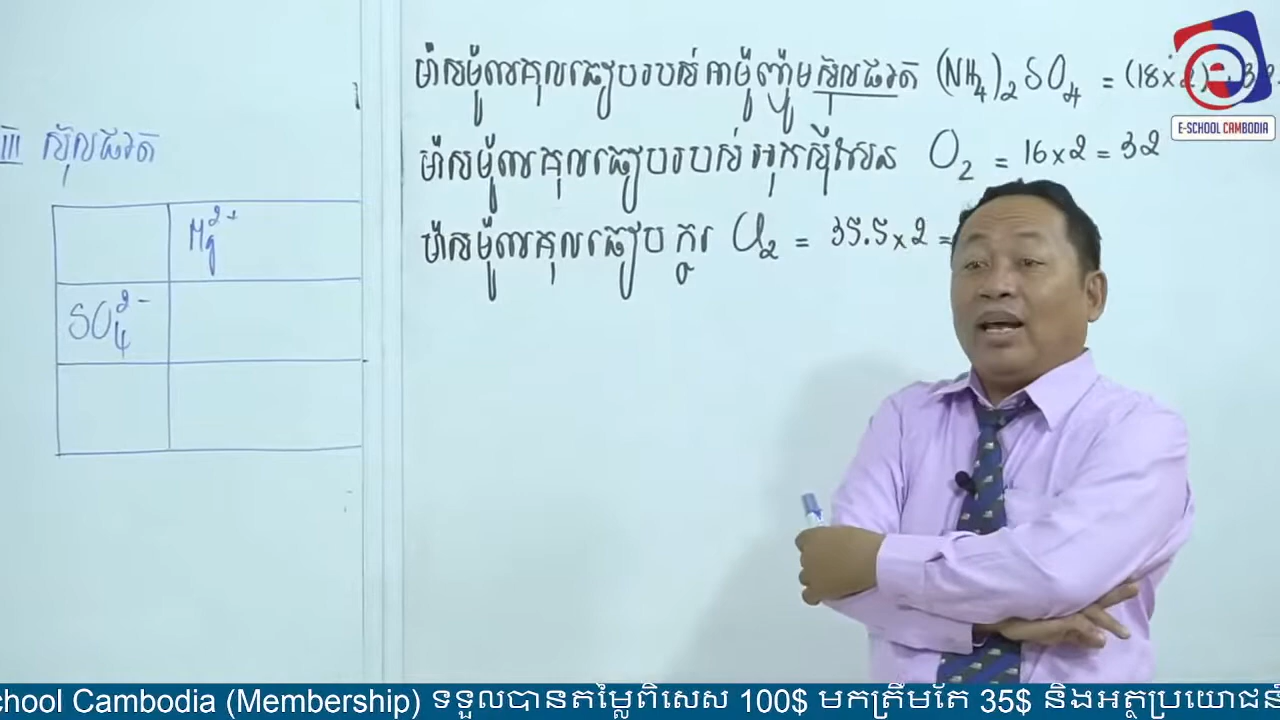 III ស៊ុលផាត
Mg²⁺
SO₄²⁻
ម៉ាសម៉ូលេគុលធៀបរបស់ អាម៉ូញ៉ូមស៊ុលផាត (NH₄)₂SO₄ = (18×2)
ម៉ាសម៉ូលេគុលធៀបរបស់ អុកស៊ីសែន O₂ = 16×2 = 32
ម៉ាសម៉ូលេគុលធៀប ក្លរ Cl₂ = 35.5×2 =
E-SCHOOL CAMBODIA
chool Cambodia (Membership) ទទួលបានតម្លៃពិសេស 100$ មកត្រឹមតែ 35$ និងអត្ថប្រយោជន៍